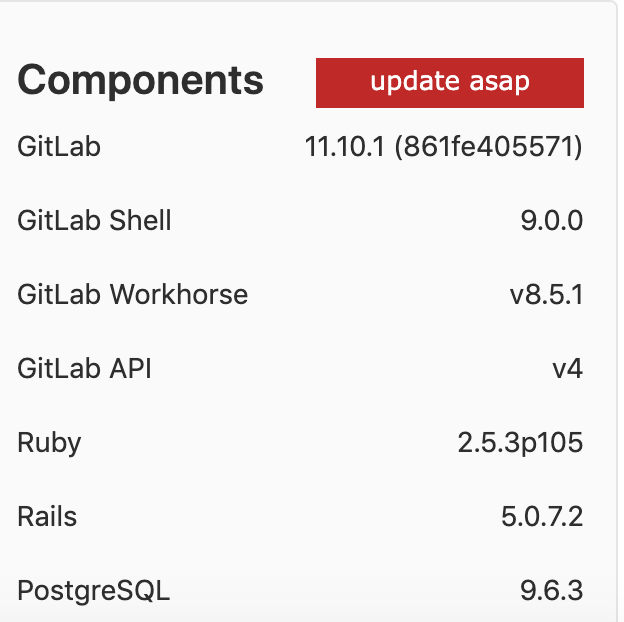 Components update asap
GitLab 11.10.1 (861fe405571)
GitLab Shell 9.0.0
GitLab Workhorse v8.5.1
GitLab API v4
Ruby 2.5.3p105
Rails 5.0.7.2
PostgreSQL 9.6.3